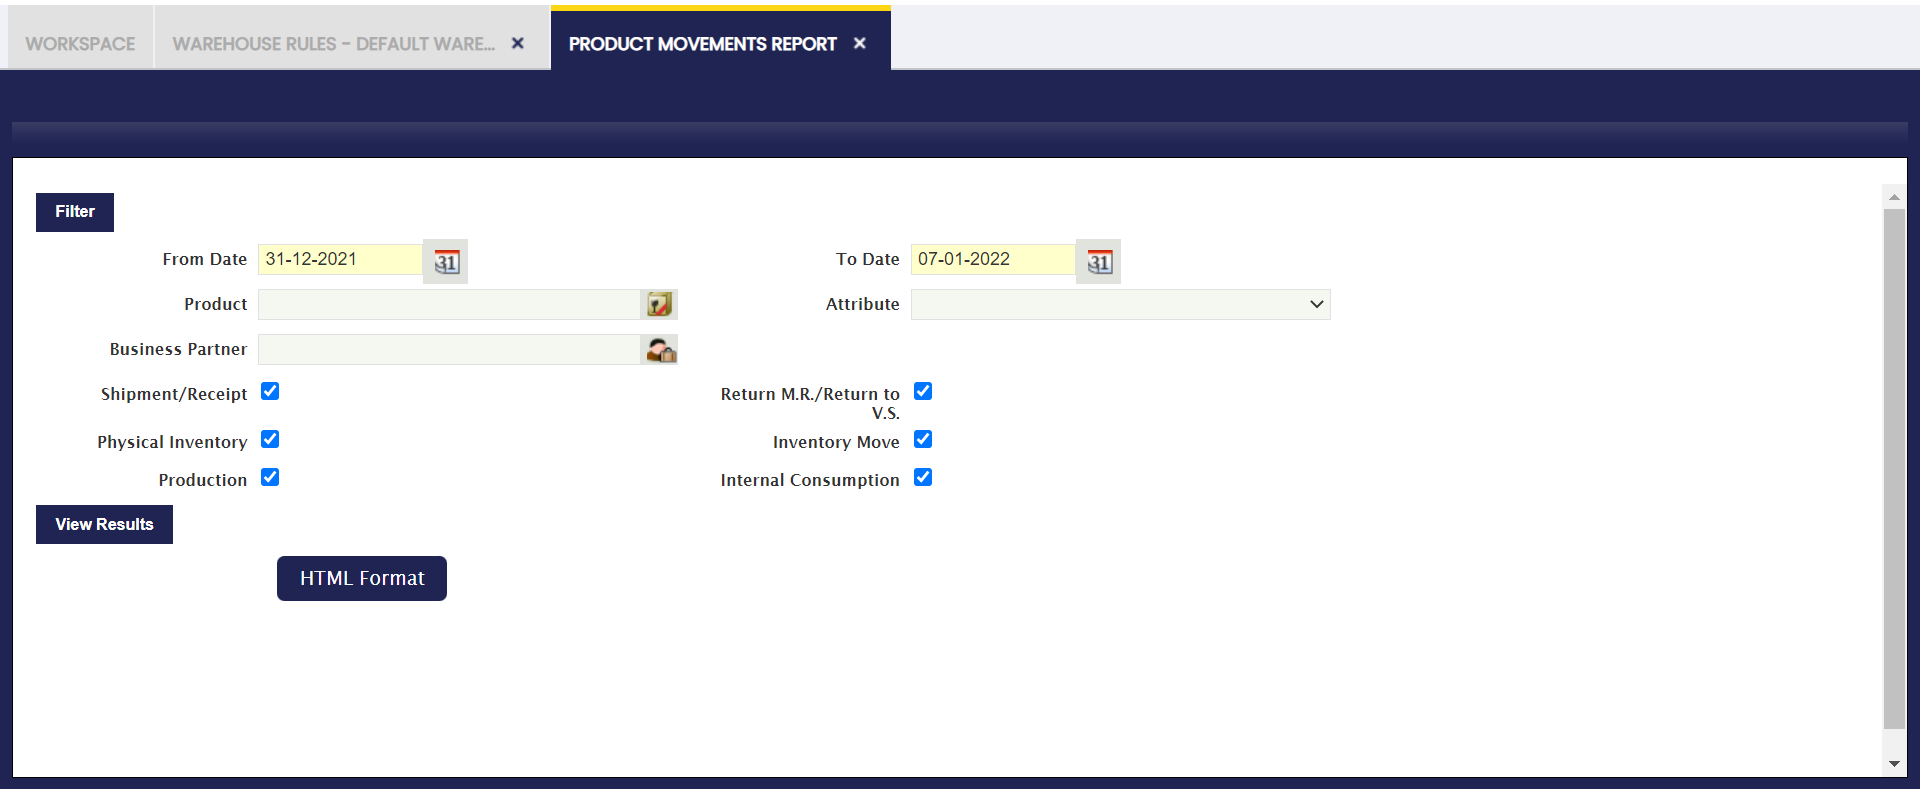 WORKSPACE
WAREHOUSE RULES - DEFAULT WARE...
PRODUCT MOVEMENTS REPORT
Filter
From Date 31-12-2021 31 To Date 07-01-2022 31
Product Attribute
Business Partner
Shipment/Receipt Return M.R./Return to
V.S.
Physical Inventory Inventory Move
Production Internal Consumption
View Results
HTML Format